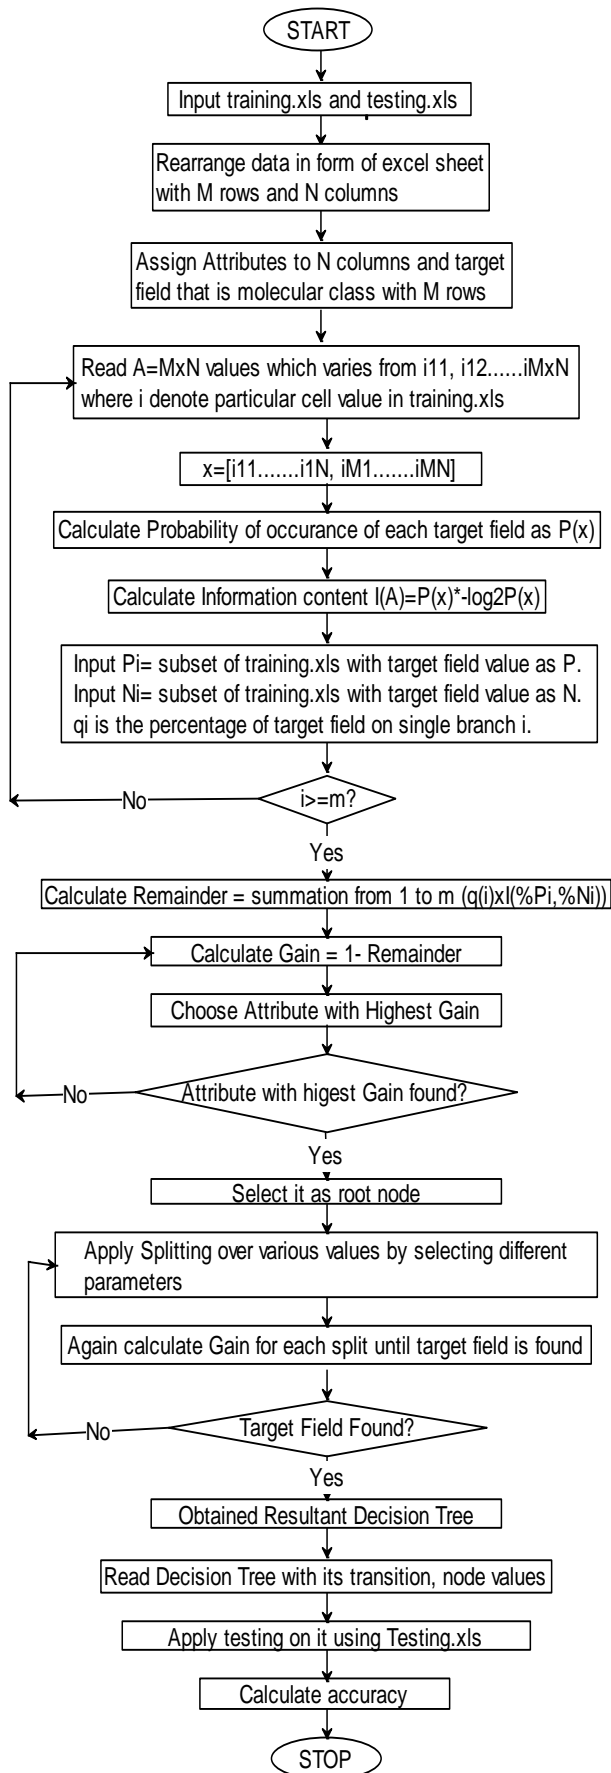 START
Input training.xls and testing.xls
Rearrange data in form of excel sheet
with M rows and N columns
Assign Attributes to N columns and target
field that is molecular class with M rows
Read A=MxN values which varies from i11, i12......iMxN
where i denote particular cell value in training.xls
x=[i11.......i1N, iM1.......iMN]
Calculate Probability of occurance of each target field as P(x)
Calculate Information content I(A)=P(x)*-log2P(x)
Input Pi= subset of training.xls with target field value as P.
Input Ni= subset of training.xls with target field value as N.
qi is the percentage of target field on single branch i.
No
i>=m?
Yes
Calculate Remainder = summation from 1 to m (q(i)xI(%Pi,%Ni))
Calculate Gain = 1- Remainder
Choose Attribute with Highest Gain
No
Attribute with higest Gain found?
Yes
Select it as root node
Apply Splitting over various values by selecting different
parameters
Again calculate Gain for each split until target field is found
No
Target Field Found?
Yes
Obtained Resultant Decision Tree
Read Decision Tree with its transition, node values
Apply testing on it using Testing.xls
Calculate accuracy
STOP